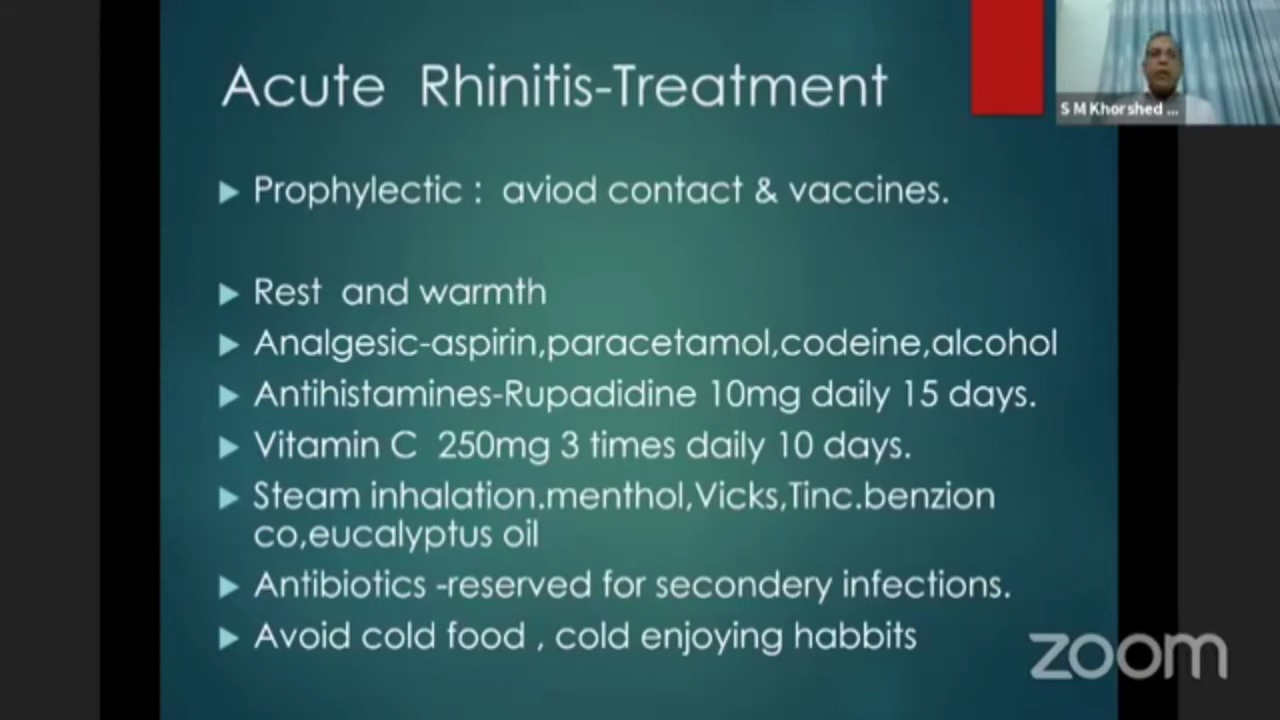 Acute Rhinitis-Treatment
S M Khorshed ...
Prophylectic : aviod contact & vaccines.
Rest and warmth
Analgesic-aspirin,paracetamol,codeine,alcohol
Antihistamines-Rupadidine 10mg daily 15 days.
Vitamin C 250mg 3 times daily 10 days.
Steam inhalation.menthol,Vicks,Tinc.benzion
co,eucalyptus oil
Antibiotics -reserved for secondery infections.
Avoid cold food , cold enjoying habbits
zoom